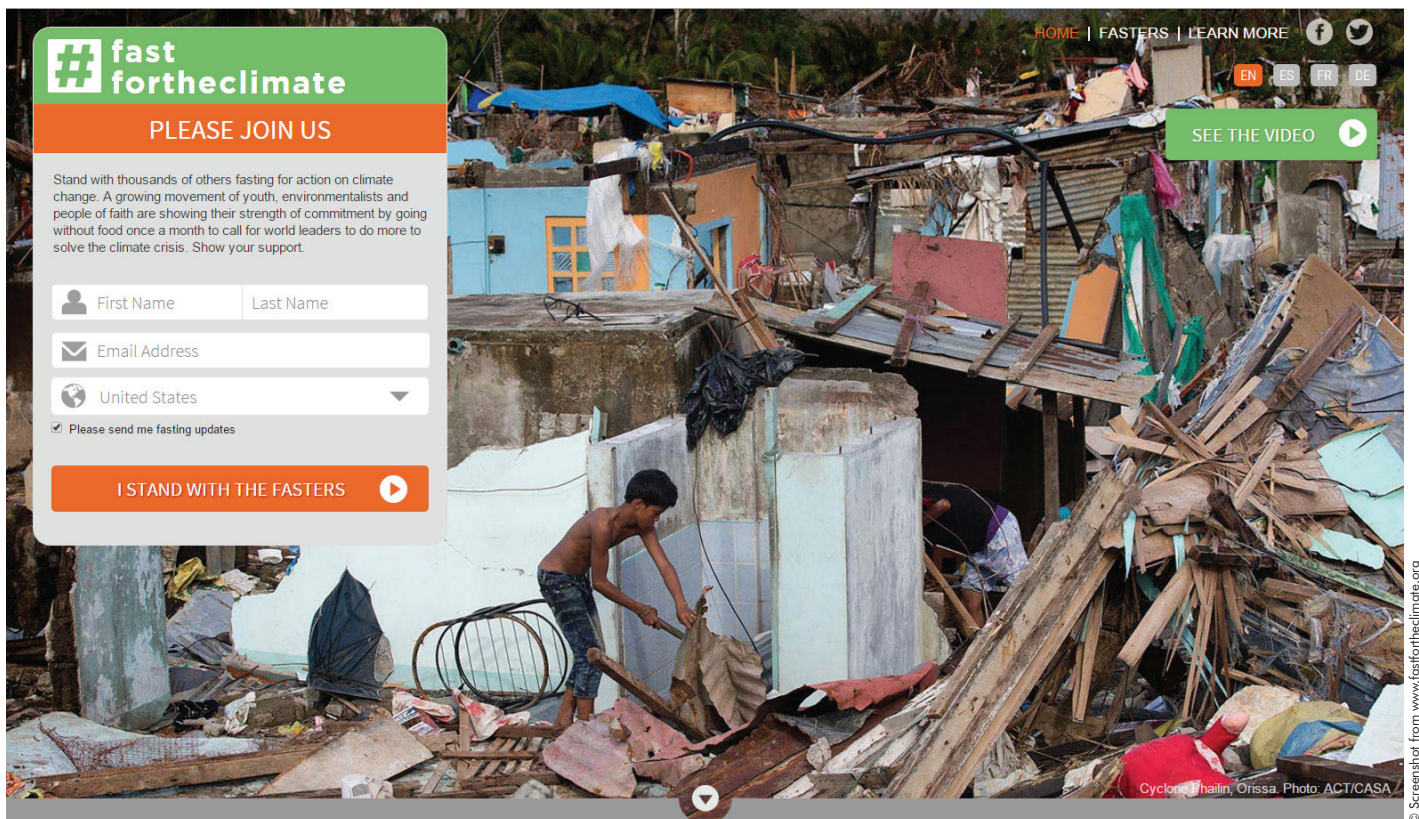 # fast
fortheclimate
PLEASE JOIN US
Stand with thousands of others fasting for action on climate
change. A growing movement of youth, environmentalists and
people of faith are showing their strength of commitment by going
without food once a month to call for world leaders to do more to
solve the climate crisis. Show your support.
First Name Last Name
Email Address
United States
Please send me fasting updates
I STAND WITH THE FASTERS
HOME | FASTERS | LEARN MORE f
EN ES FR DE
SEE THE VIDEO
Cyclone Phailin, Orissa. Photo: ACT/CASA
© Screenshot from www.fastfortheclimate.org